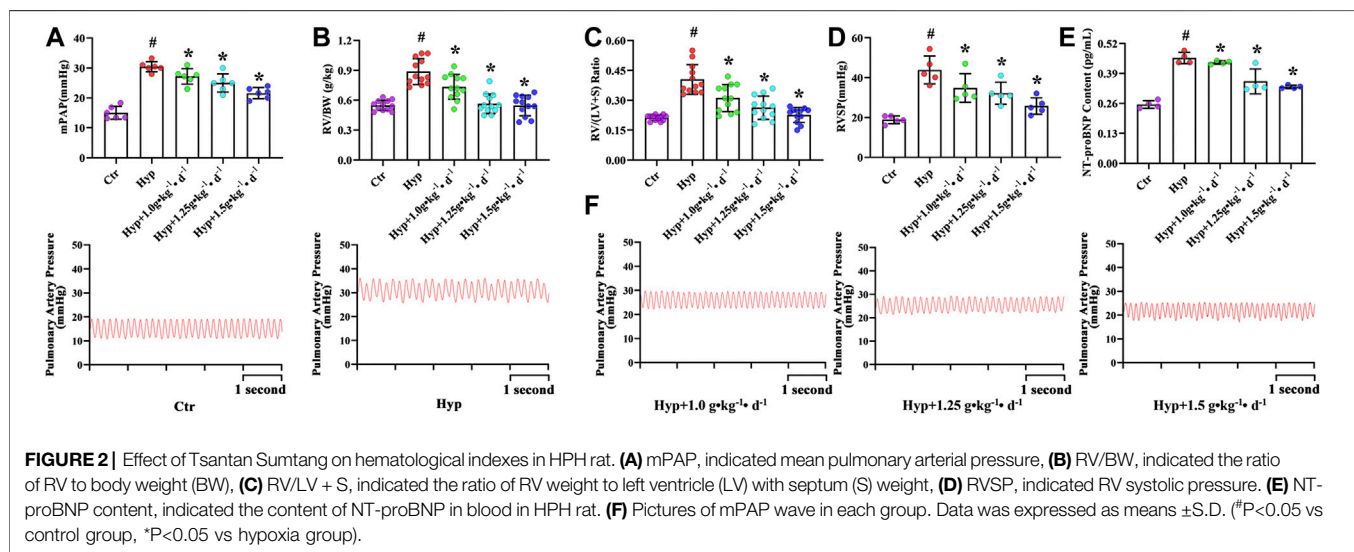 A
B
C
D
E
#
*
*
*
#
*
*
*
#
*
*
*
#
*
*
*
#
*
*
*
mPAP(mmHg)
40
30
20
10
0
RV/BW (g/kg)
1.2
0.9
0.6
0.3
0.0
RV/(LV+S) Ratio
0.60
0.45
0.30
0.15
0.00
RVSP(mmHg)
60
40
20
0
NT-proBNP Content (pg/mL)
0.52
0.39
0.26
0.13
0.00
Ctr
Hyp
Hyp+1.0g•kg⁻¹• d⁻¹
Hyp+1.25g•kg⁻¹• d⁻¹
Hyp+1.5g•kg⁻¹• d⁻¹
Ctr
Hyp
Hyp+1.0g•kg⁻¹• d⁻¹
Hyp+1.25g•kg⁻¹• d⁻¹
Hyp+1.5g•kg⁻¹• d⁻¹
Ctr
Hyp
Hyp+1.0g•kg⁻¹• d⁻¹
Hyp+1.25g•kg⁻¹• d⁻¹
Hyp+1.5g•kg⁻¹• d⁻¹
Ctr
Hyp
Hyp+1.0g•kg⁻¹• d⁻¹
Hyp+1.25g•kg⁻¹• d⁻¹
Hyp+1.5g•kg⁻¹• d⁻¹
Ctr
Hyp
Hyp+1.0g•kg⁻¹• d⁻¹
Hyp+1.25g•kg⁻¹• d⁻¹
Hyp+1.5g•kg⁻¹• d⁻¹
F
Pulmonary Artery Pressure
(mmHg)
50
40
30
20
10
0
1 second
Ctr
Pulmonary Artery Pressure
(mmHg)
50
40
30
20
10
0
1 second
Hyp
Pulmonary Artery Pressure
(mmHg)
50
40
30
20
10
0
1 second
Hyp+1.0 g•kg⁻¹• d⁻¹
Pulmonary Artery Pressure
(mmHg)
50
40
30
20
10
0
1 second
Hyp+1.25 g•kg⁻¹• d⁻¹
Pulmonary Artery Pressure
(mmHg)
50
40
30
20
10
0
1 second
Hyp+1.5 g•kg⁻¹• d⁻¹
FIGURE 2 | Effect of Tsantan Sumtang on hematological indexes in HPH rat. (A) mPAP, indicated mean pulmonary arterial pressure, (B) RV/BW, indicated the ratio
of RV to body weight (BW), (C) RV/LV + S, indicated the ratio of RV weight to left ventricle (LV) with septum (S) weight, (D) RVSP, indicated RV systolic pressure. (E) NT-
proBNP content, indicated the content of NT-proBNP in blood in HPH rat. (F) Pictures of mPAP wave in each group. Data was expressed as means ±S.D. (#P<0.05 vs
control group, *P<0.05 vs hypoxia group).